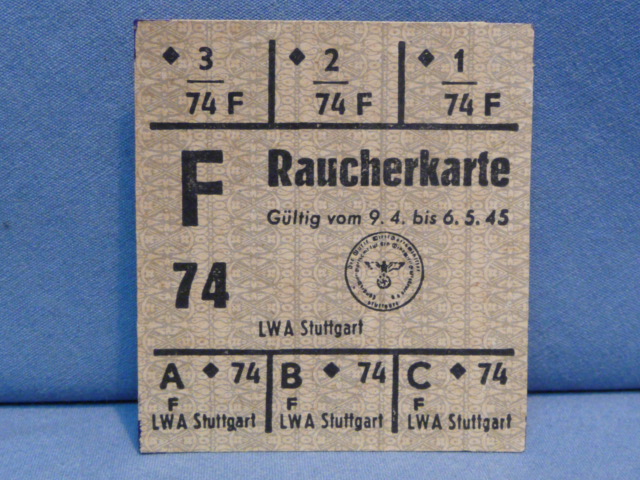 3 2 1
74 F 74 F 74 F
F Raucherkarte
Gültig vom 9. 4. bis 6. 5. 45
74
LWA Stuttgart
A 74 B 74 C 74
F F F
LWA Stuttgart LWA Stuttgart LWA Stuttgart